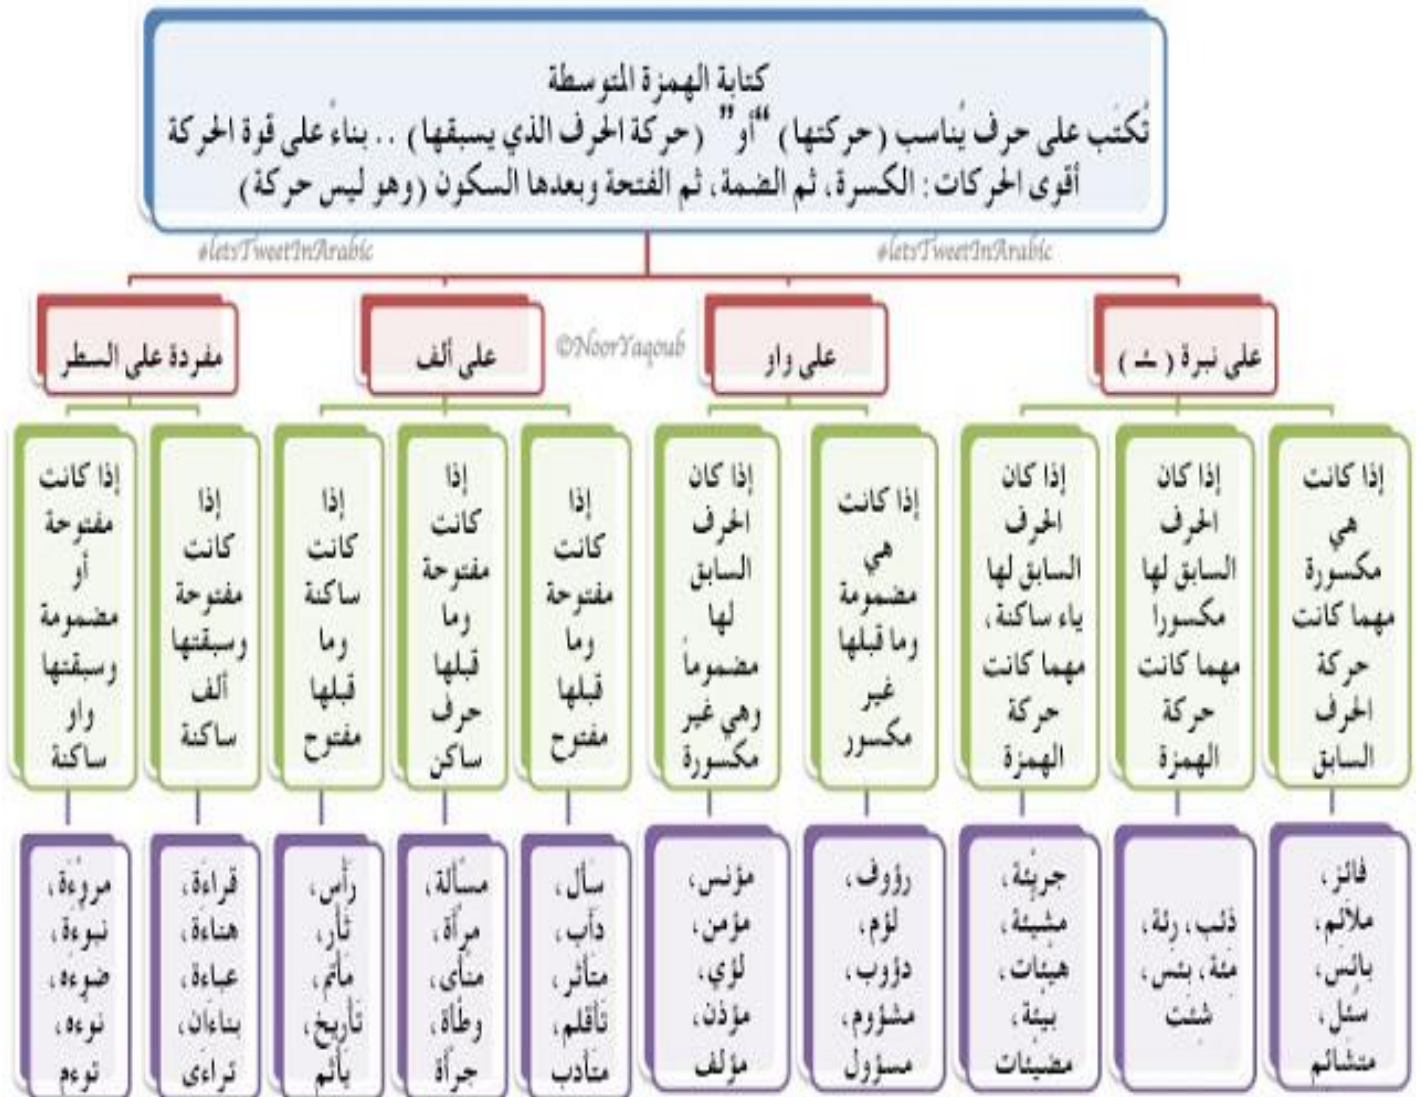 كتابة الهمزة المتوسطة
تُكتَب على حرف يُناسب (حركتها) “أو” (حركة الحرف الذي يسبقها) .. بناءً على قوة الحركة
أقوى الحركات: الكسرة، ثم الضمة، ثم الفتحة وبعدها السكون (وهو ليس حركة)
#letsTweetInArabic
#letsTweetInArabic
©NoorYaqoub
على نبرة ( ئـ )
إذا كانت
هي
مكسورة
مهما كانت
حركة
الحرف
السابق
فائز،
ملائم،
بائس،
سئل،
متشائم
إذا كان
الحرف
السابق لها
مكسوراً
مهما كانت
حركة
الهمزة
ذئب، رئة،
مئة، بئس،
شئت
إذا كان
الحرف
السابق لها
ياء ساكنة،
مهما كانت
حركة
الهمزة
جريئة،
مشيئة،
هيئات،
بيئة،
مضيئات
على واو
إذا كانت
هي
مضمومة
وما قبلها
غير
مكسور
رؤوف،
لؤم،
دؤوب،
مشؤوم،
مسؤول
إذا كان
الحرف
السابق
لها
مضموماً
وهي غير
مكسورة
مؤنس،
مؤمن،
لؤي،
مؤذن،
مؤلف
على ألف
إذا
كانت
مفتوحة
وما
قبلها
مفتوح
سأل،
دأب،
متأثر،
تأقلم،
متأدب
إذا
كانت
مفتوحة
وما
قبلها
حرف
ساكن
مسألة،
مرأة،
منأى،
وطأة،
جرأة
إذا
كانت
ساكنة
وما
قبلها
مفتوح
رأس،
ثأر،
مأتم،
تأريخ،
يأثم
مفردة على السطر
إذا
كانت
مفتوحة
وسبقتها
ألف
ساكنة
قراءة،
هناءة،
عباءة،
بناءان،
تراءى
إذا كانت
مفتوحة
أو
مضمومة
وسبقتها
واو
ساكنة
مروءة،
نبوءة،
ضوءه،
نوءه،
توءم